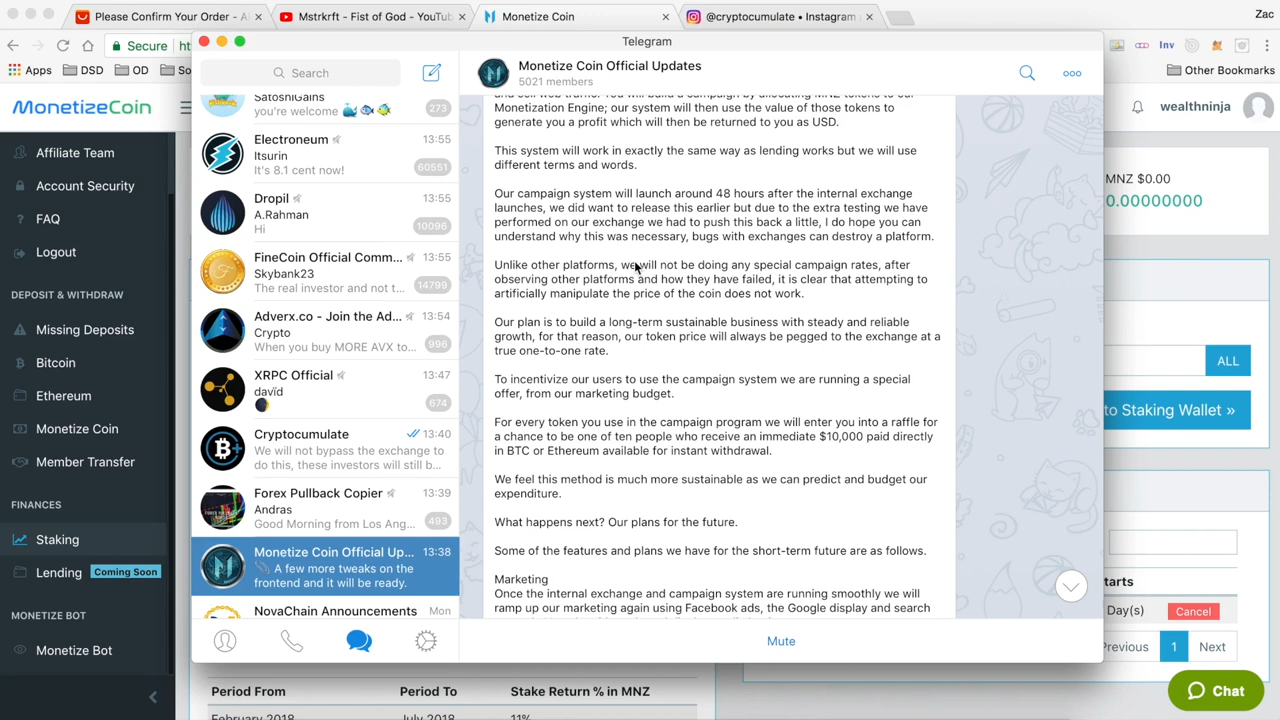 Please Confirm Your Order - A
Mstrkrft - Fist of God - YouTub
Monetize Coin
@cryptocumulate • Instagram
Zac
Secure
Inv
Apps
DSD
OD
So
Other Bookmarks
Telegram
MonetizeCoin
wealthninja
Affiliate Team
Account Security
FAQ
Logout
DEPOSIT & WITHDRAW
Missing Deposits
Bitcoin
Ethereum
Monetize Coin
Member Transfer
FINANCES
Staking
Lending Coming Soon
MONETIZE BOT
Monetize Bot
Search
SatoshiGains
you're welcome
273
Electroneum 13:55
Itsurin
It's 8.1 cent now! 60551
Dropil 13:55
A.Rahman
Hi 10096
FineCoin Official Comm... 13:55
Skybank23
The real investor and not t... 14799
Adverx.co - Join the Ad... 13:54
Crypto
When you buy MORE AVX to... 996
XRPC Official 13:47
davïd
674
Cryptocumulate 13:40
We will not bypass the exchange to
do this, these investors will still b...
Forex Pullback Copier 13:39
Andras
Good Morning from Los Ang... 493
Monetize Coin Official Up... 13:38
A few more tweaks on the
frontend and it will be ready.
NovaChain Announcements Mon
Monetize Coin Official Updates
5021 members
Monetization Engine; our system will then use the value of those tokens to
generate you a profit which will then be returned to you as USD.
This system will work in exactly the same way as lending works but we will use
different terms and words.
Our campaign system will launch around 48 hours after the internal exchange
launches, we did want to release this earlier but due to the extra testing we have
performed on our exchange we had to push this back a little, I do hope you can
understand why this was necessary, bugs with exchanges can destroy a platform.
Unlike other platforms, we will not be doing any special campaign rates, after
observing other platforms and how they have failed, it is clear that attempting to
artificially manipulate the price of the coin does not work.
Our plan is to build a long-term sustainable business with steady and reliable
growth, for that reason, our token price will always be pegged to the exchange at a
true one-to-one rate.
To incentivize our users to use the campaign system we are running a special
offer, from our marketing budget.
For every token you use in the campaign program we will enter you into a raffle for
a chance to be one of ten people who receive an immediate $10,000 paid directly
in BTC or Ethereum available for instant withdrawal.
We feel this method is much more sustainable as we can predict and budget our
expenditure.
What happens next? Our plans for the future.
Some of the features and plans we have for the short-term future are as follows.
Marketing
Once the internal exchange and campaign system are running smoothly we will
ramp up our marketing again using Facebook ads, the Google display and search
Mute
MNZ $0.00
0.00000000
ALL
to Staking Wallet »
tarts
Day(s) Cancel
Previous 1 Next
Chat
Period From Period To Stake Return % in MNZ
February 2018 July 2018 11%